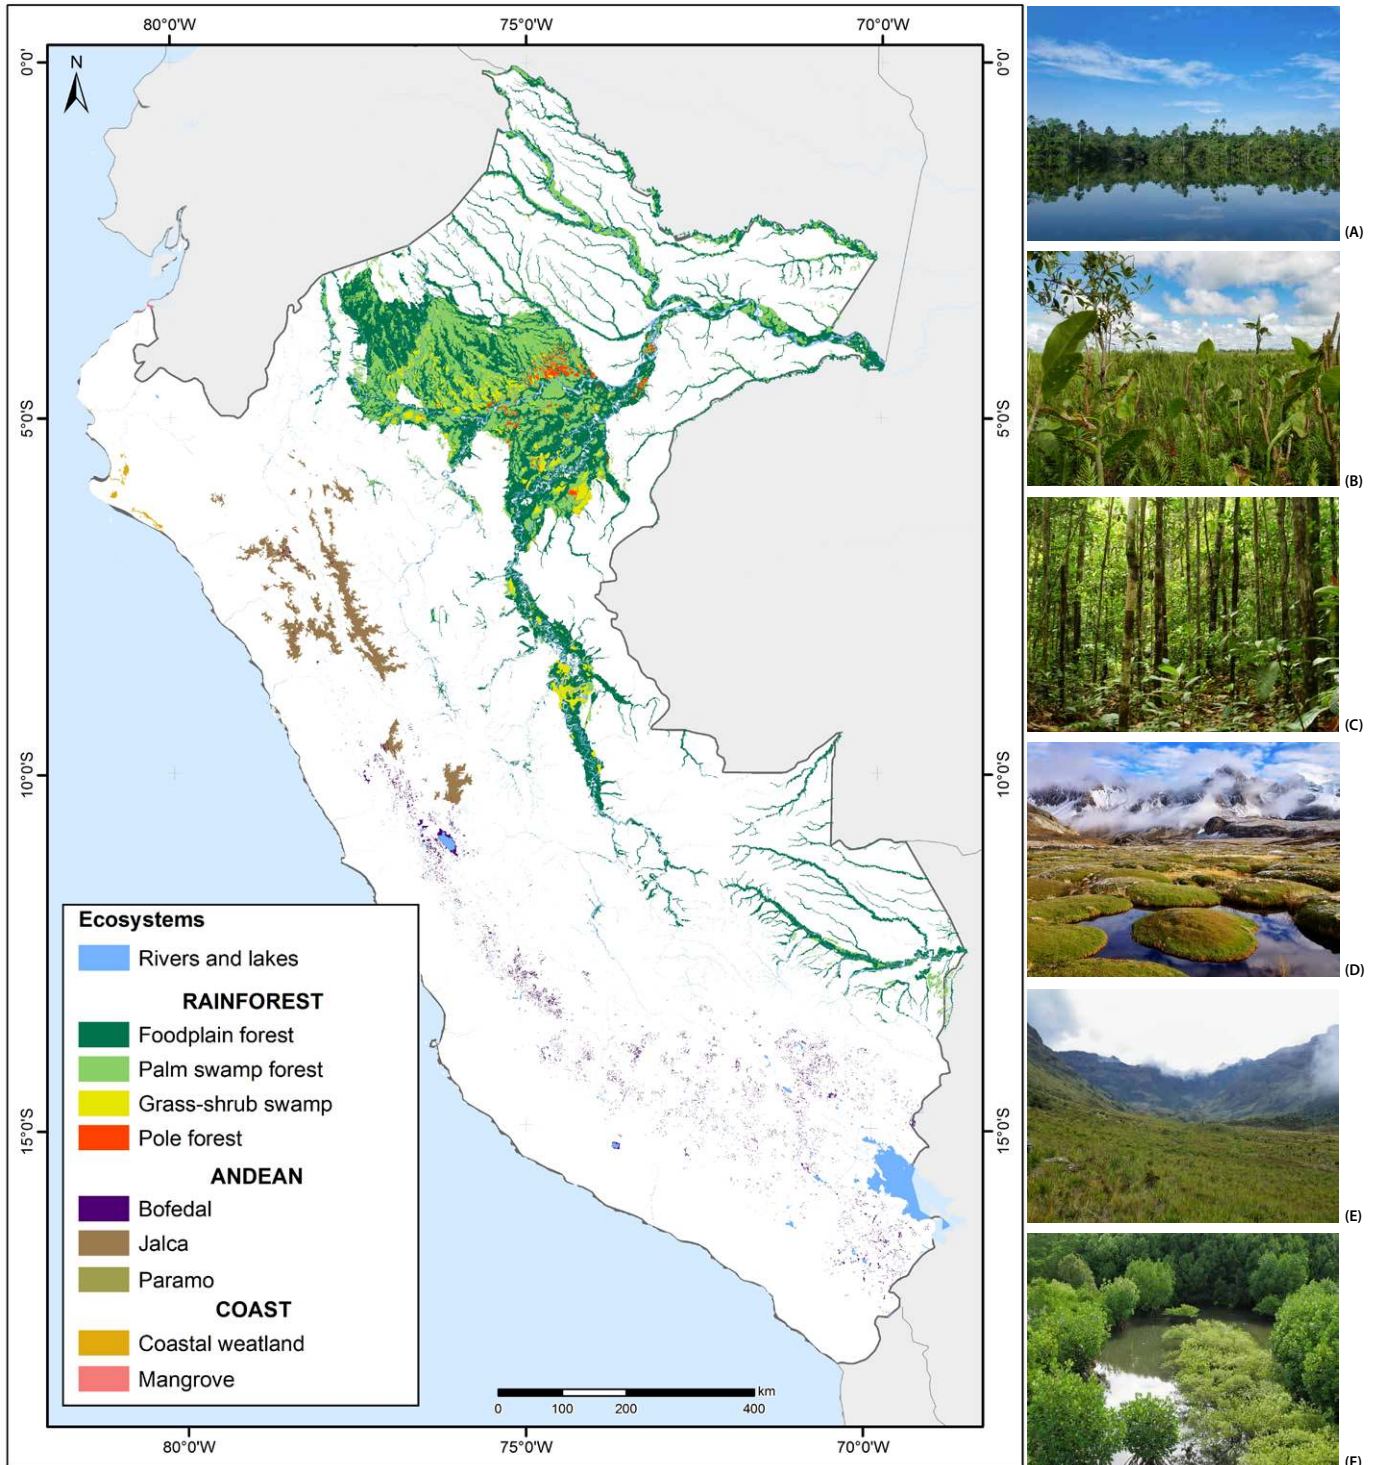 80°0'W 75°0'W 70°0'W
0°0' 0°0'
N
(A)
(B)
5°0'S 5°0'S
(C)
10°0'S 10°0'S
(D)
Ecosystems
Rivers and lakes
RAINFOREST
Foodplain forest
Palm swamp forest
Grass-shrub swamp
Pole forest
15°0'S 15°0'S
ANDEAN
Bofedal
Jalca
Paramo
(E)
COAST
Coastal weatland
Mangrove
km
0 100 200 400
80°0'W 75°0'W 70°0'W
(F)